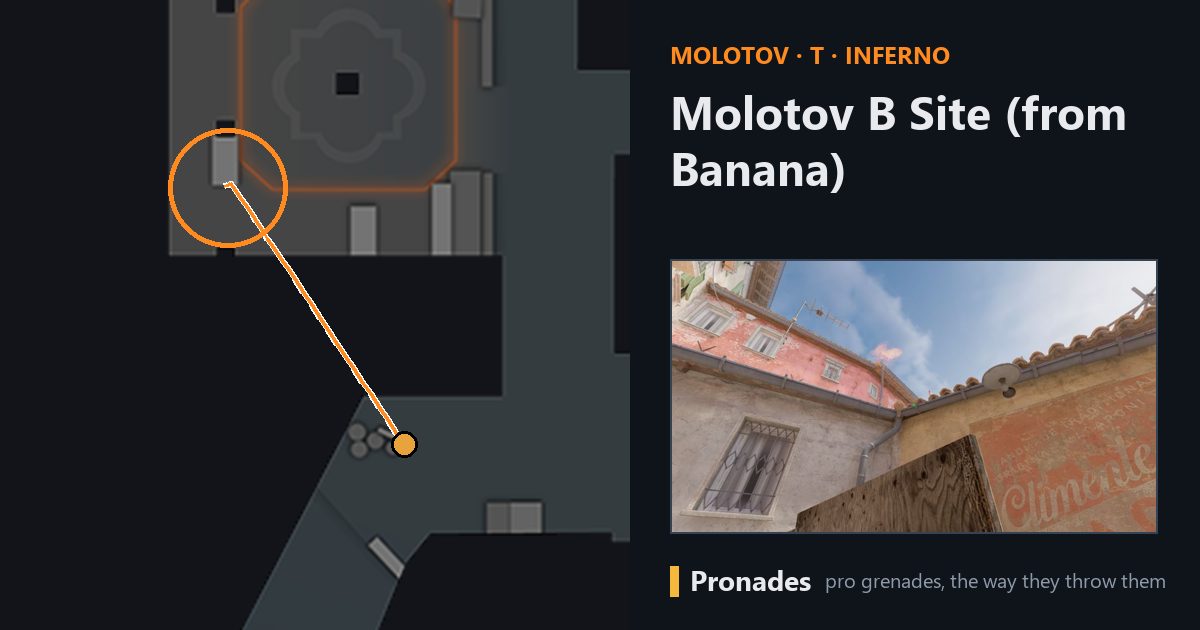 MOLOTOV · T · INFERNO
Molotov B Site (from
Banana)
Climente
Pronades pro grenades, the way they throw them